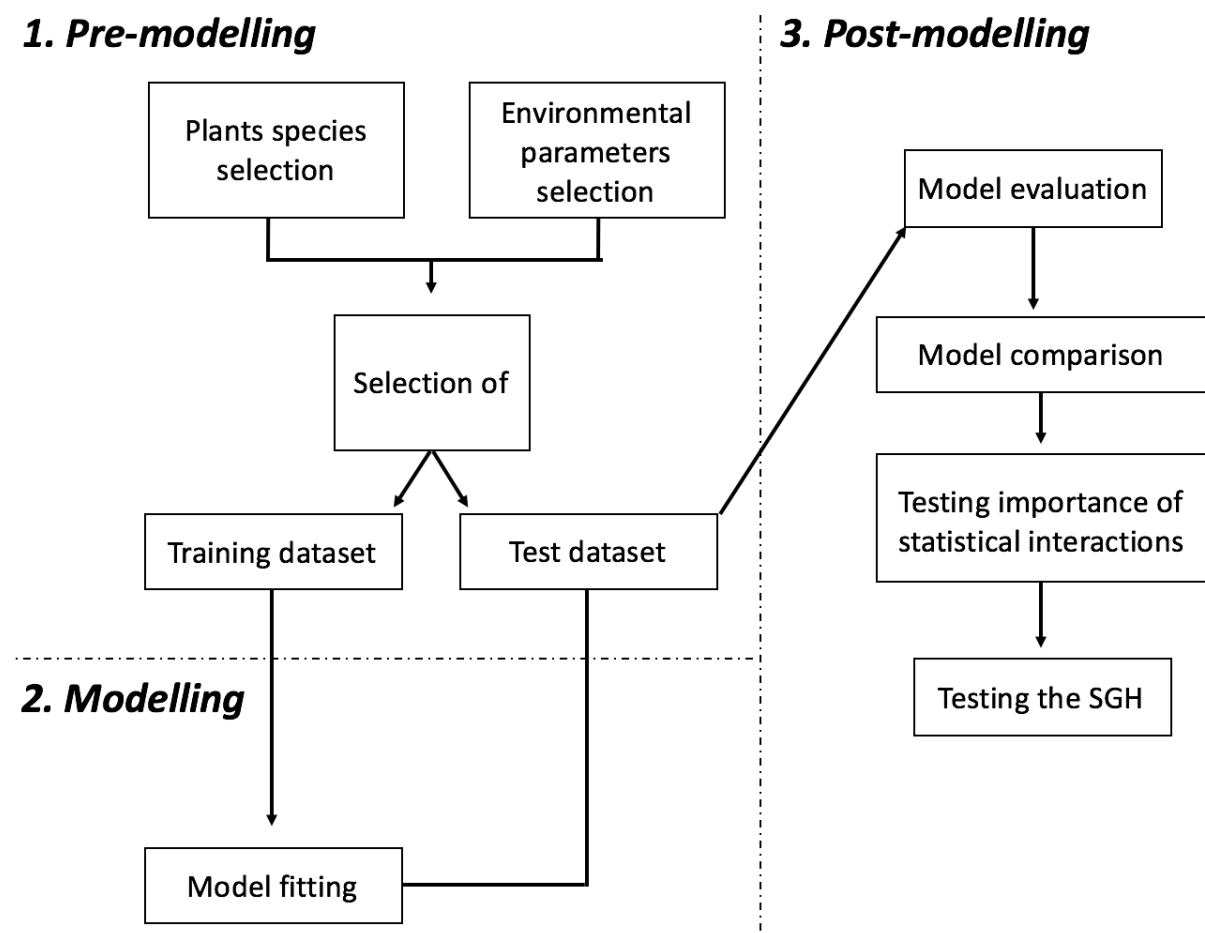 1. Pre-modelling
Plants species
selection
Environmental
parameters
selection
Selection of
Training dataset
Test dataset
2. Modelling
Model fitting
3. Post-modelling
Model evaluation
Model comparison
Testing importance of
statistical interactions
Testing the SGH